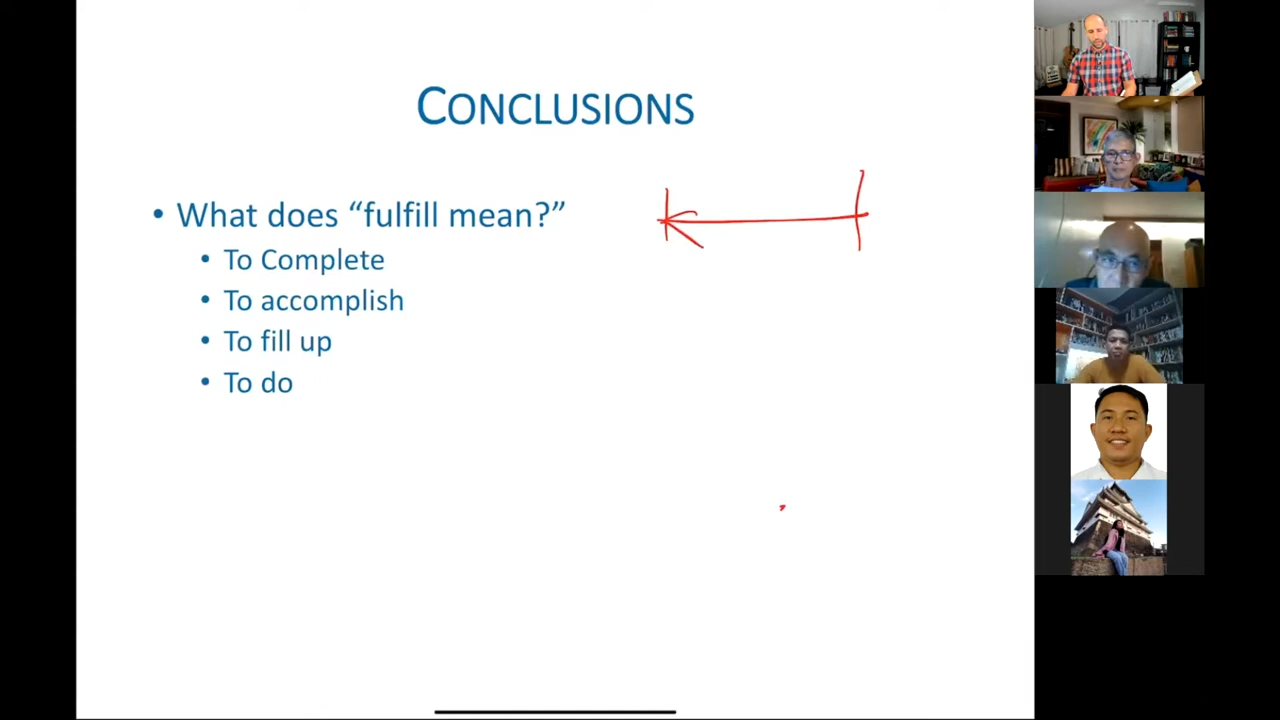 CONCLUSIONS
• What does “fulfill mean?”
• To Complete
• To accomplish
• To fill up
• To do